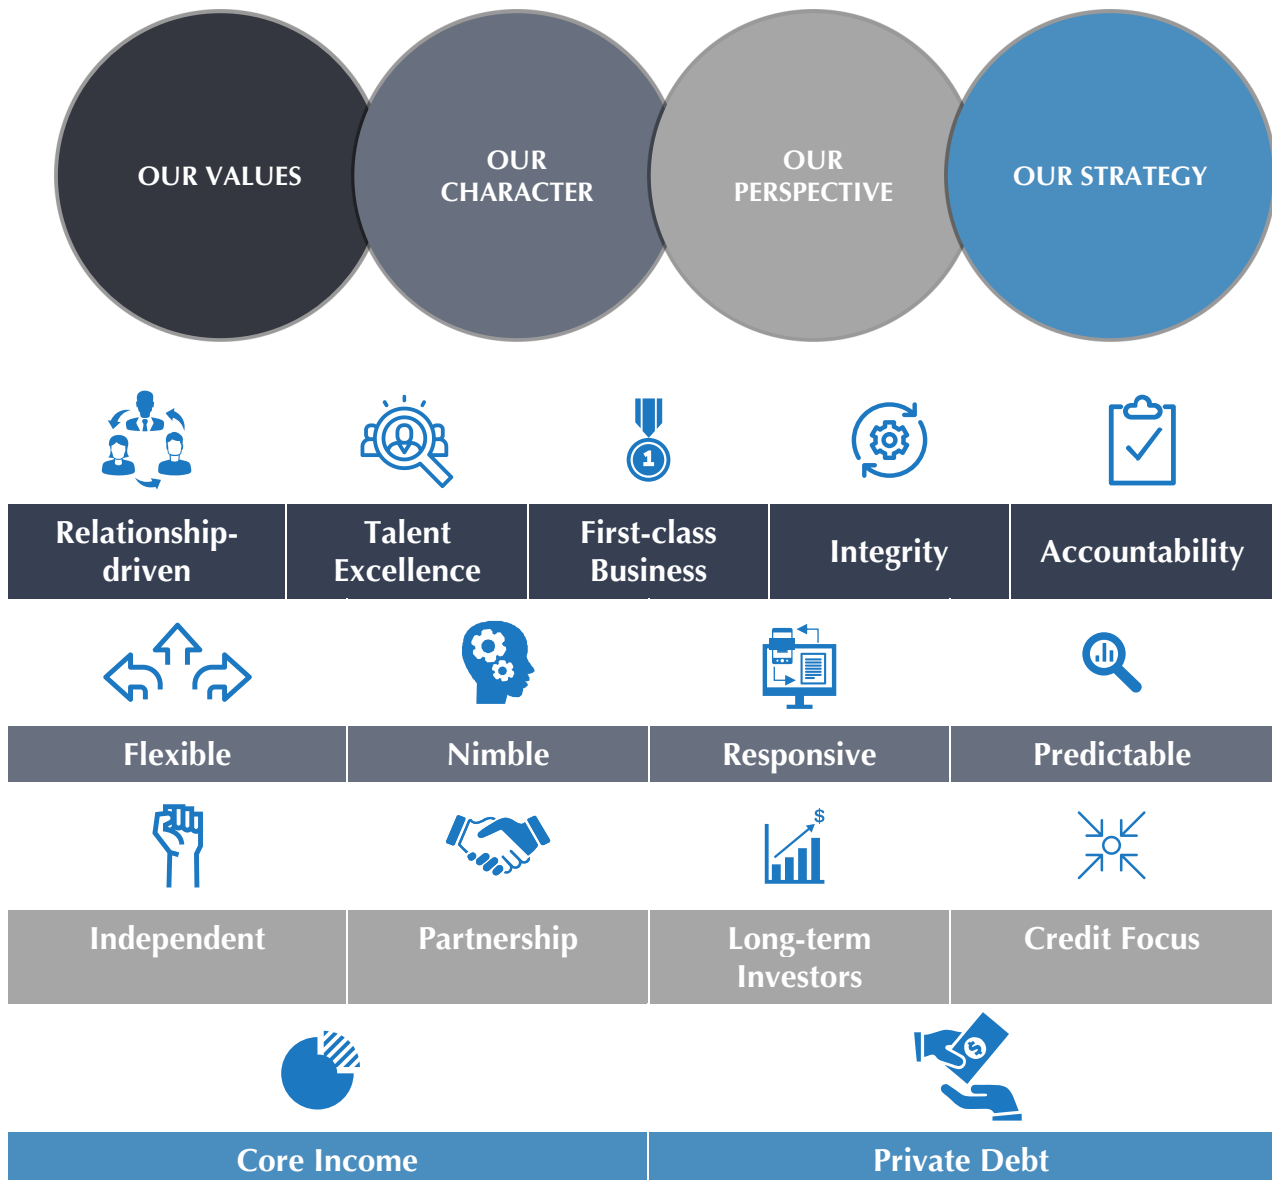 OUR VALUES
OUR
CHARACTER
OUR
PERSPECTIVE
OUR STRATEGY
1
Relationship-
driven
Talent
Excellence
First-class
Business
Integrity
Accountability
Flexible
Nimble
Responsive
Predictable
$
Independent
Partnership
Long-term
Investors
Credit Focus
$
Core Income
Private Debt